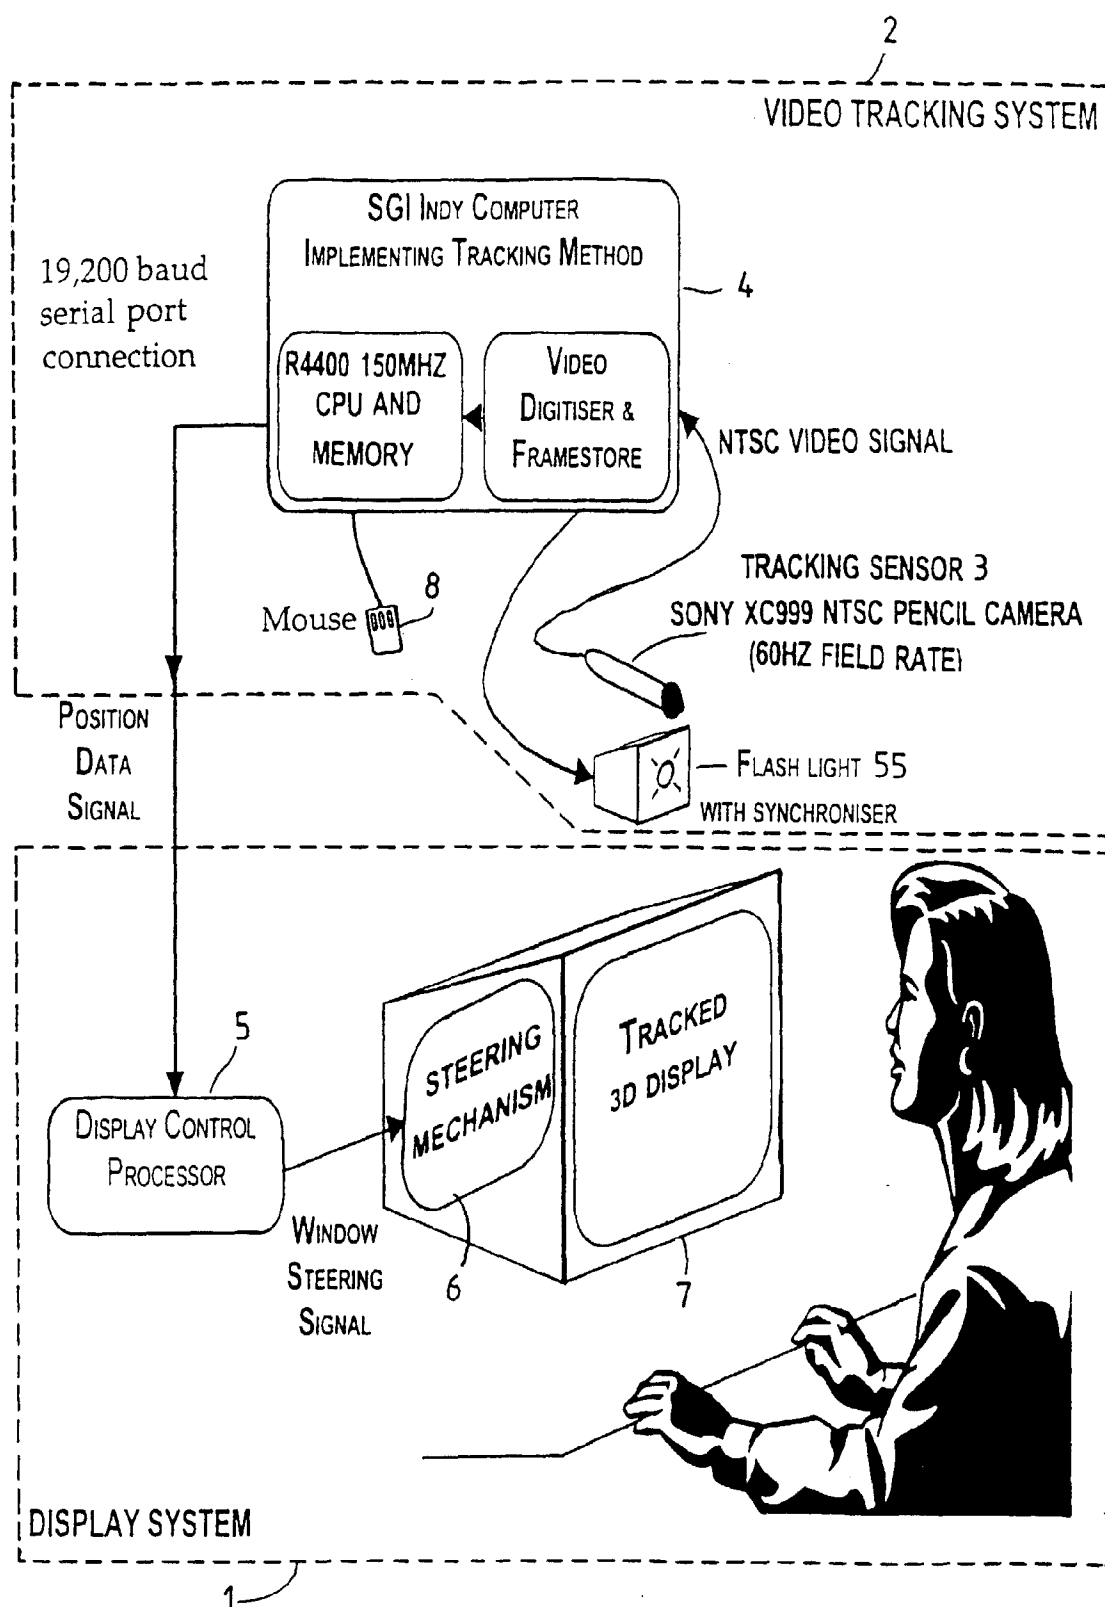 2
VIDEO TRACKING SYSTEM
SGI INDY COMPUTER
IMPLEMENTING TRACKING METHOD
4
19,200 baud
serial port
connection
R4400 150MHZ
CPU AND
MEMORY
VIDEO
DIGITISER &
FRAMESTORE
NTSC VIDEO SIGNAL
TRACKING SENSOR 3
SONY XC999 NTSC PENCIL CAMERA
(60HZ FIELD RATE)
8
Mouse
POSITION
DATA
SIGNAL
FLASH LIGHT 55
WITH SYNCHRONISER
5
DISPLAY CONTROL
PROCESSOR
STEERING
MECHANISM
TRACKED
3D DISPLAY
WINDOW
STEERING
SIGNAL
6
7
DISPLAY SYSTEM
1